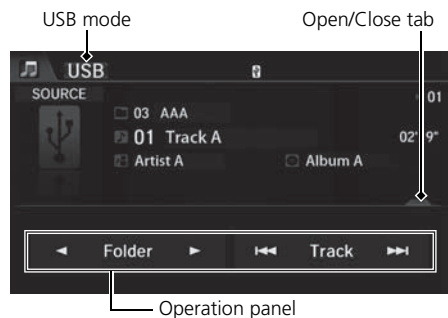 USB mode
Open/Close tab
USB
SOURCE
01
03 AAA
01 Track A
Artist A
Album A
Folder
Track
Operation panel